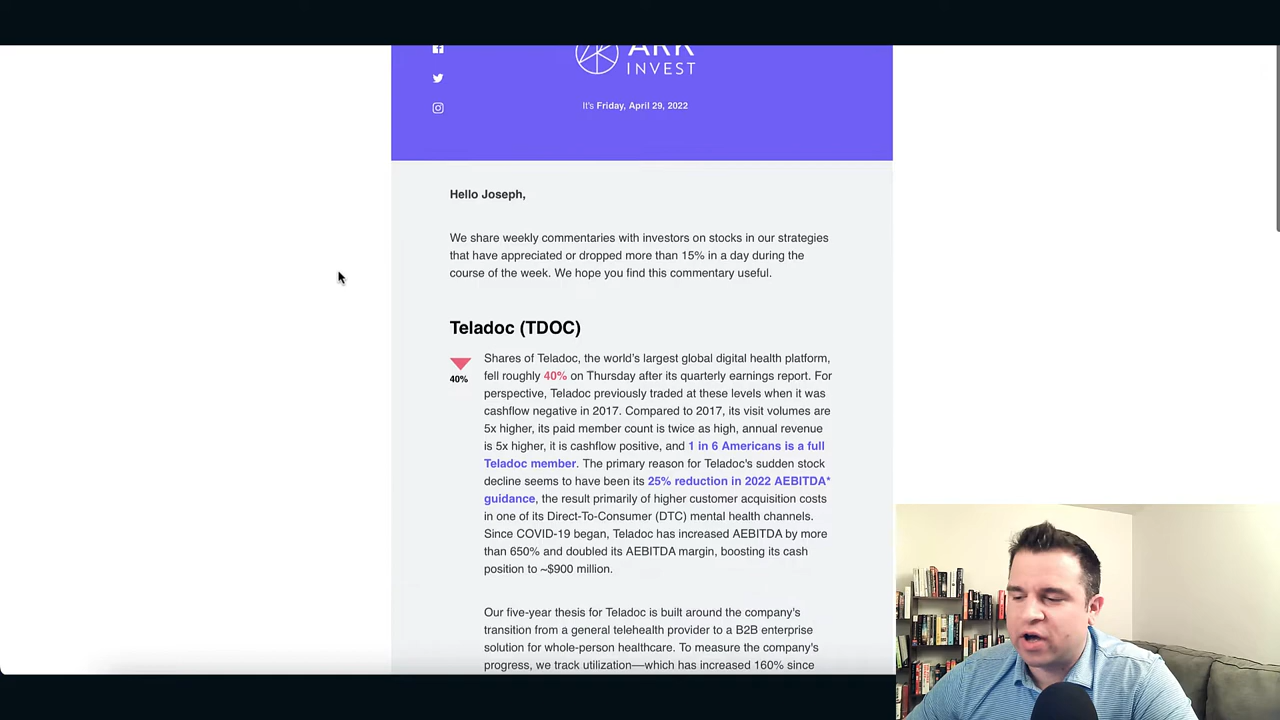 ARK
INVEST
It's Friday, April 29, 2022
Hello Joseph,
We share weekly commentaries with investors on stocks in our strategies
that have appreciated or dropped more than 15% in a day during the
course of the week. We hope you find this commentary useful.
Teladoc (TDOC)
40%
Shares of Teladoc, the world's largest global digital health platform,
fell roughly 40% on Thursday after its quarterly earnings report. For
perspective, Teladoc previously traded at these levels when it was
cashflow negative in 2017. Compared to 2017, its visit volumes are
5x higher, its paid member count is twice as high, annual revenue
is 5x higher, it is cashflow positive, and 1 in 6 Americans is a full
Teladoc member. The primary reason for Teladoc's sudden stock
decline seems to have been its 25% reduction in 2022 AEBITDA*
guidance, the result primarily of higher customer acquisition costs
in one of its Direct-To-Consumer (DTC) mental health channels.
Since COVID-19 began, Teladoc has increased AEBITDA by more
than 650% and doubled its AEBITDA margin, boosting its cash
position to ~$900 million.
Our five-year thesis for Teladoc is built around the company's
transition from a general telehealth provider to a B2B enterprise
solution for whole-person healthcare. To measure the company's
progress, we track utilization—which has increased 160% since